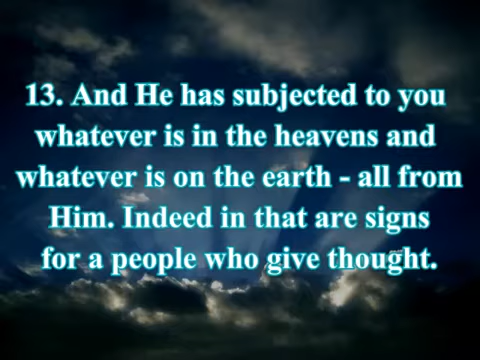 13. And He has subjected to you
whatever is in the heavens and
whatever is on the earth - all from
Him. Indeed in that are signs
for a people who give thought.